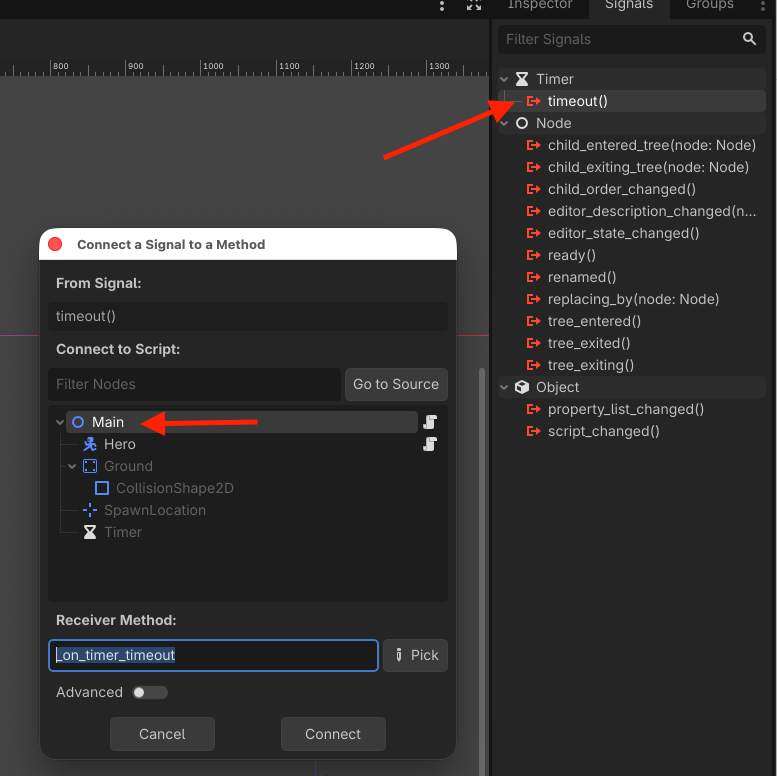 Inspector Signals Groups
Filter Signals
800 900 1000 1100 1200 1300
Timer
timeout()
Node
child_entered_tree(node: Node)
child_exiting_tree(node: Node)
child_order_changed()
editor_description_changed(n...
editor_state_changed()
ready()
renamed()
replacing_by(node: Node)
tree_entered()
tree_exited()
tree_exiting()
Object
property_list_changed()
script_changed()
Connect a Signal to a Method
From Signal:
timeout()
Connect to Script:
Filter Nodes Go to Source
Main
Hero
Ground
CollisionShape2D
SpawnLocation
Timer
Receiver Method:
_on_timer_timeout Pick
Advanced
Cancel Connect